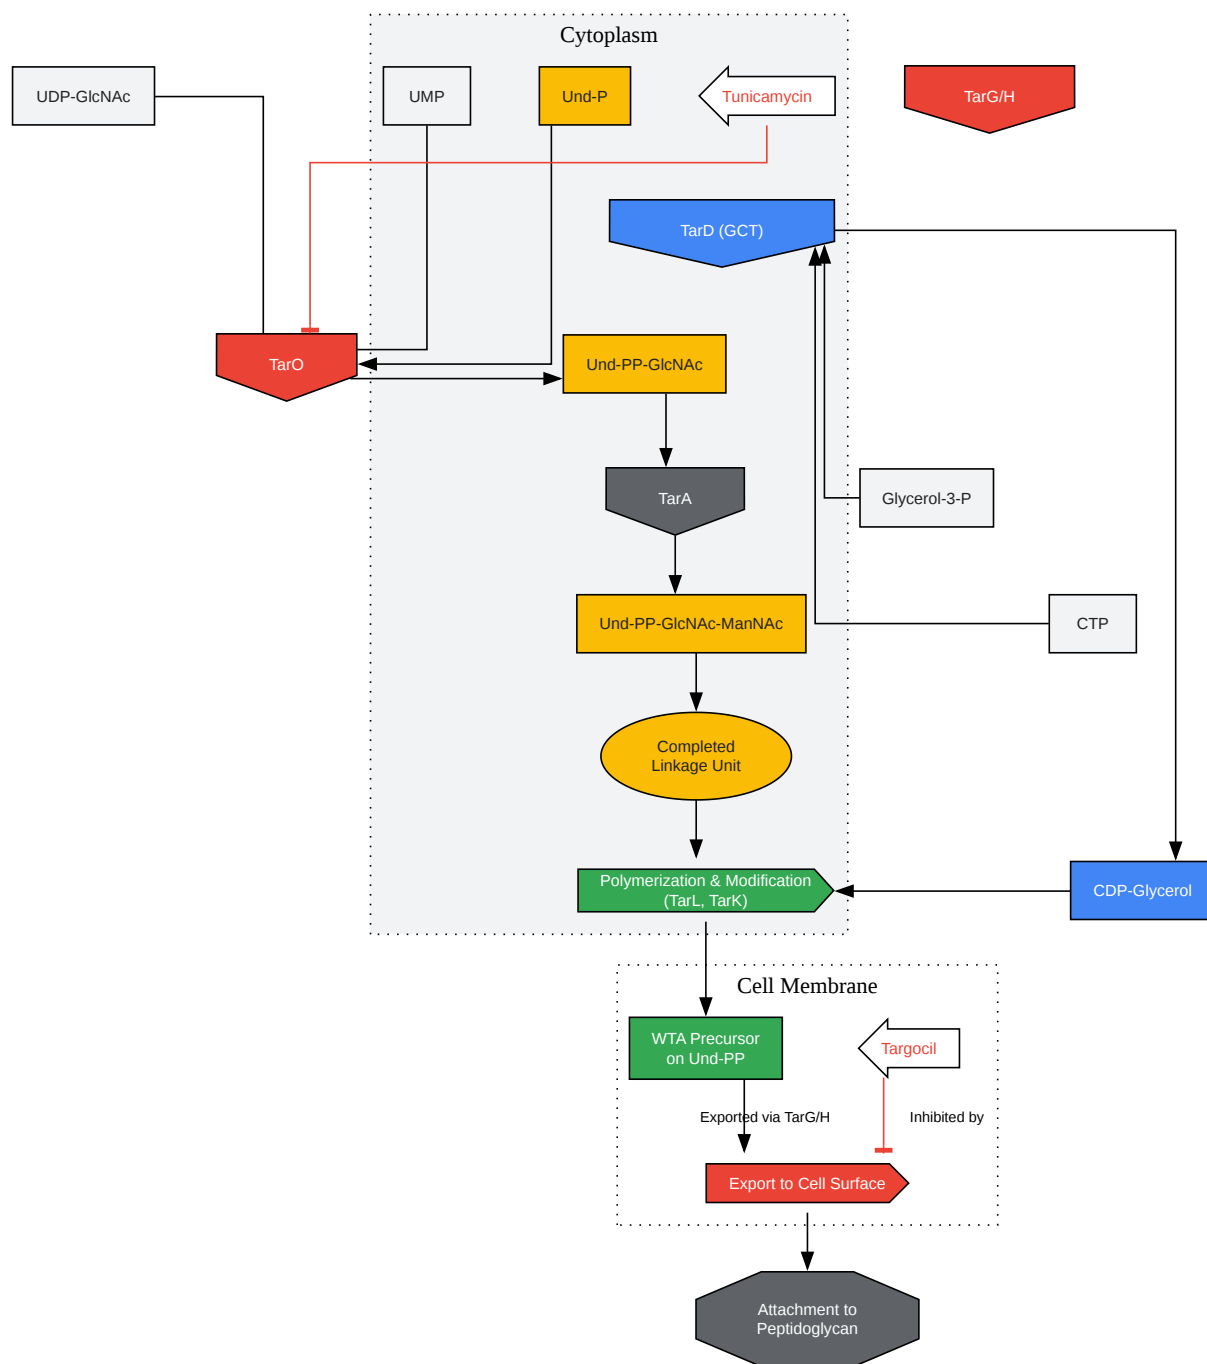 Cytoplasm
UDP-GlcNAc
UMP
Und-P
Tunicamycin
TarG/H
TarD (GCT)
TarO
Und-PP-GlcNAc
TarA
Glycerol-3-P
Und-PP-GlcNAc-ManNAc
CTP
Completed
Linkage Unit
Polymerization & Modification
(TarL, TarK)
CDP-Glycerol
Cell Membrane
WTA Precursor
on Und-PP
Targocil
Exported via TarG/H
Inhibited by
Export to Cell Surface
Attachment to
Peptidoglycan